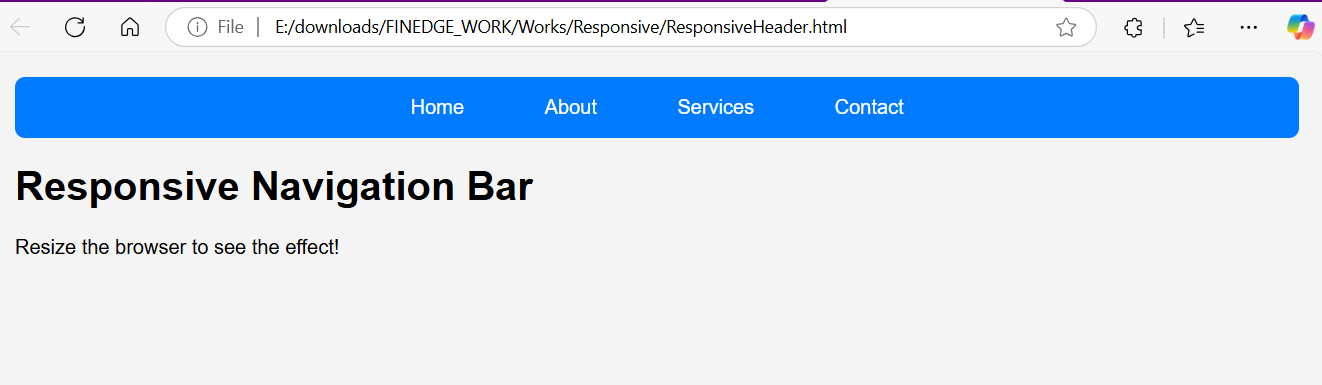 File E:/downloads/FINEDGE_WORK/Works/Responsive/ResponsiveHeader.html
Home About Services Contact
Responsive Navigation Bar
Resize the browser to see the effect!